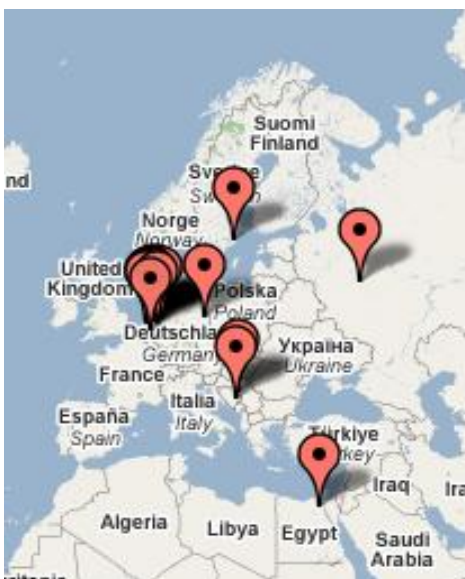 Suomi
Finland
nd
Norge
Norway
United
Kingdom
Polska
Poland
Deutschla
German
Україна
Ukraine
France
Italia
Italy
España
Spain
Türkiye
key
Iraq
Ira
Algeria
Libya
Egypt
Saudi
Arabia